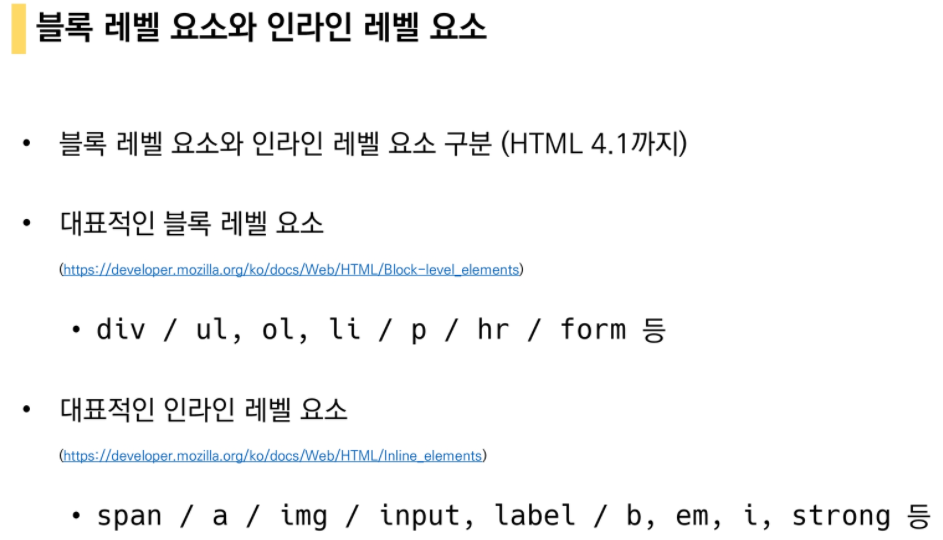 블록 레벨 요소와 인라인 레벨 요소
• 블록 레벨 요소와 인라인 레벨 요소 구분 (HTML 4.1까지)
• 대표적인 블록 레벨 요소
(https://developer.mozilla.org/ko/docs/Web/HTML/Block-level_elements)
• div / ul, ol, li / p / hr / form 등
• 대표적인 인라인 레벨 요소
(https://developer.mozilla.org/ko/docs/Web/HTML/Inline_elements)
• span / a / img / input, label / b, em, i, strong 등